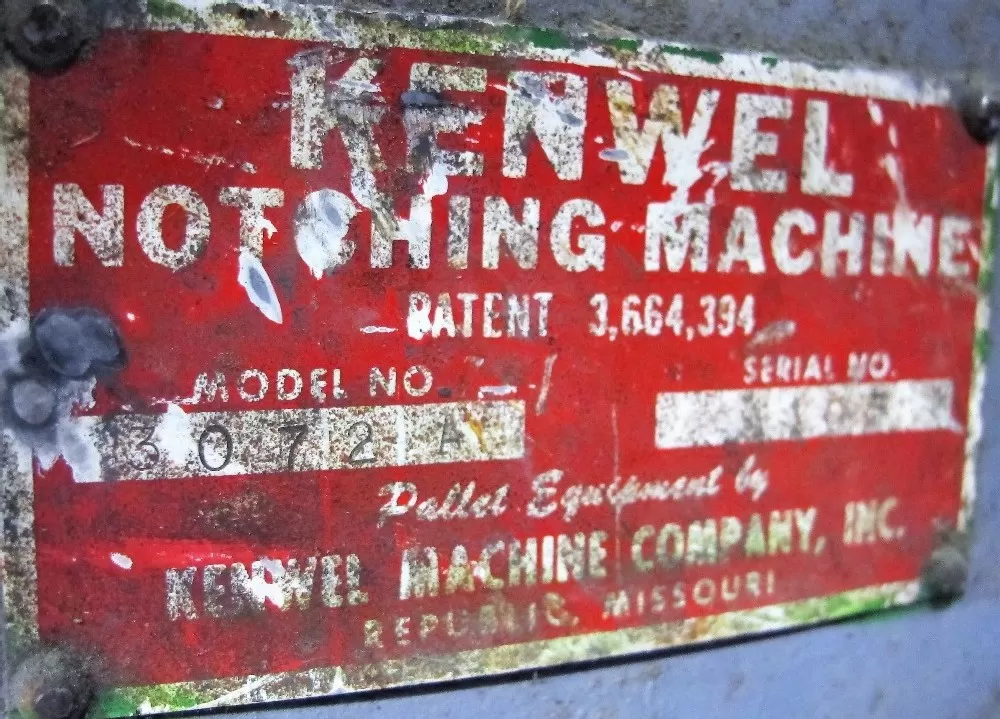 KENWEL
NOTCHING MACHINE
PATENT 3,664,394
MODEL NO. SERIAL NO.
3072 A
Pallet Equipment by
KENWEL MACHINE COMPANY, INC.
REPUBLIC, MISSOURI